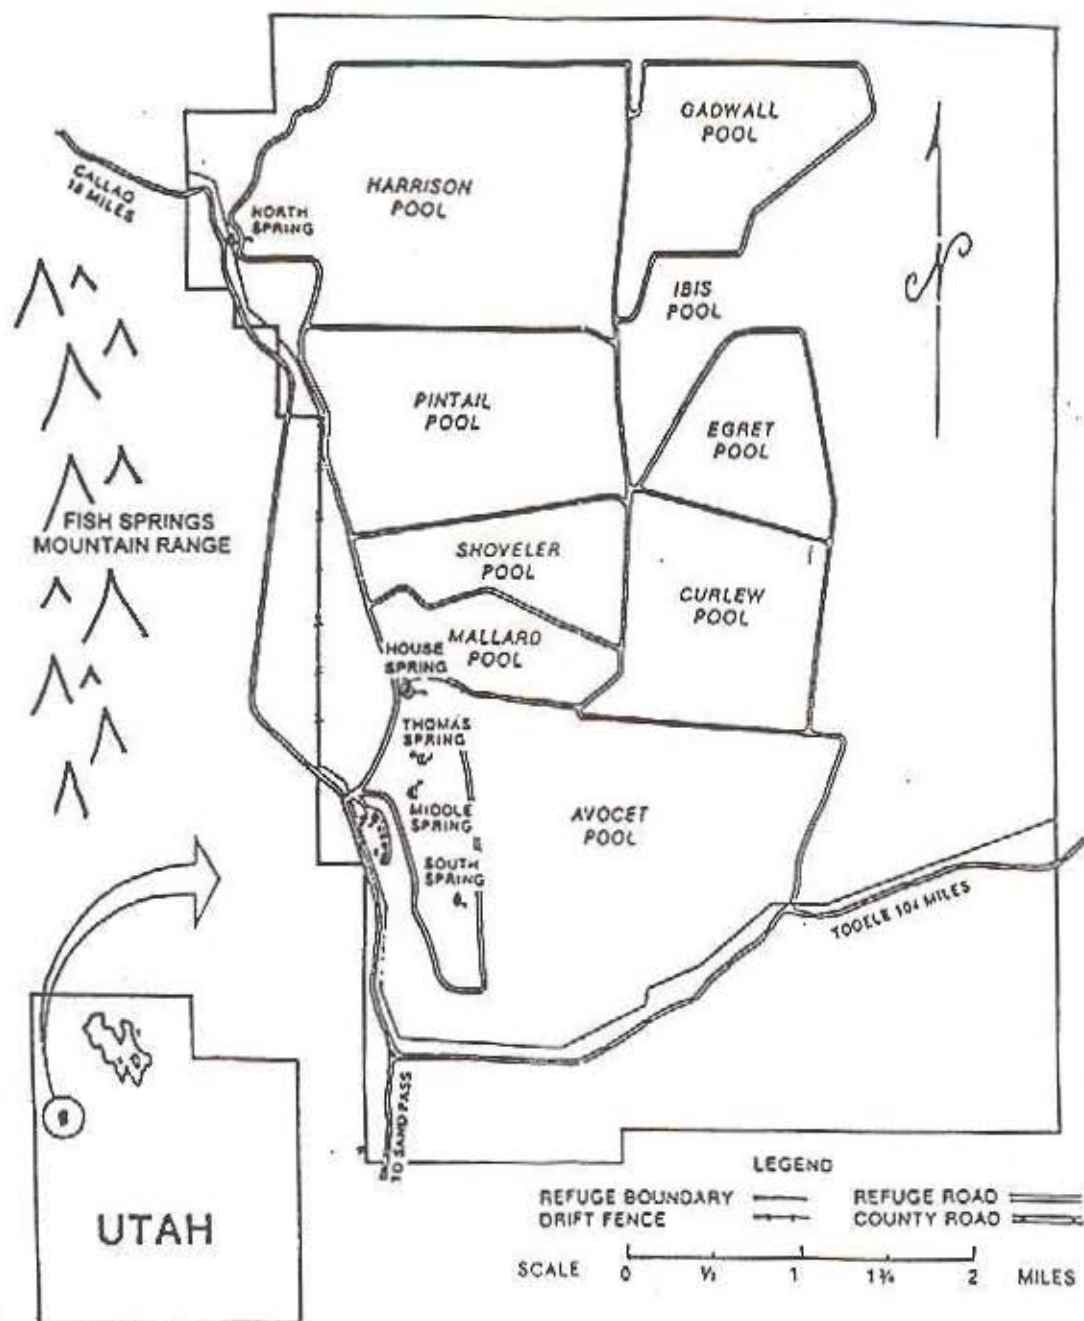 GADWALL
POOL
CALLAO
18 MILES
HARRISON
POOL
NORTH
SPRING
IBIS
POOL
PINTAIL
POOL
EGRET
POOL
FISH SPRINGS
MOUNTAIN RANGE
SHOVELER
POOL
CURLEW
POOL
MALLARD
POOL
HOUSE
SPRING
THOMAS
SPRING
MIDDLE
SPRING
AVOCET
POOL
SOUTH
SPRING
TOOELE 104 MILES
TO SAND PASS
UTAH
LEGEND
REFUGE BOUNDARY
REFUGE ROAD
DRIFT FENCE
COUNTY ROAD
SCALE 0 ½ 1 1¾ 2 MILES